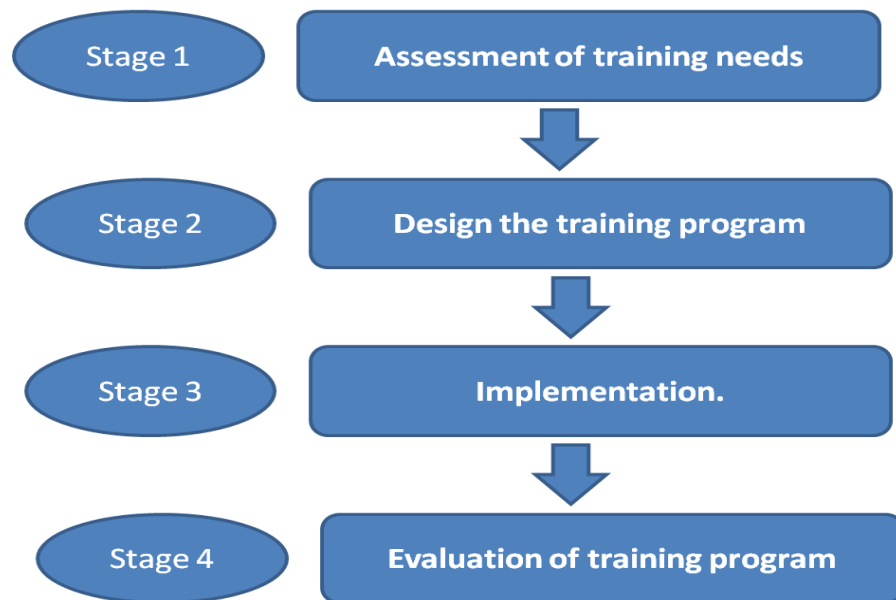 Stage 1
Assessment of training needs
Stage 2
Design the training program
Stage 3
Implementation.
Stage 4
Evaluation of training program